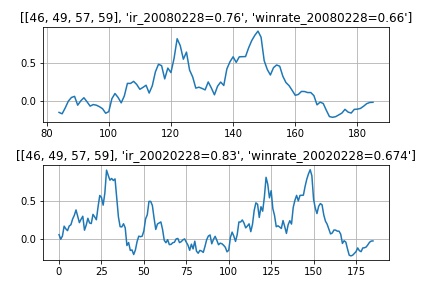 [[46, 49, 57, 59], 'ir_20080228=0.76', 'winrate_20080228=0.66']
0.5
0.0
80 100 120 140 160 180
[[46, 49, 57, 59], 'ir_20020228=0.83', 'winrate_20020228=0.674']
0.5
0.0
0 25 50 75 100 125 150 175